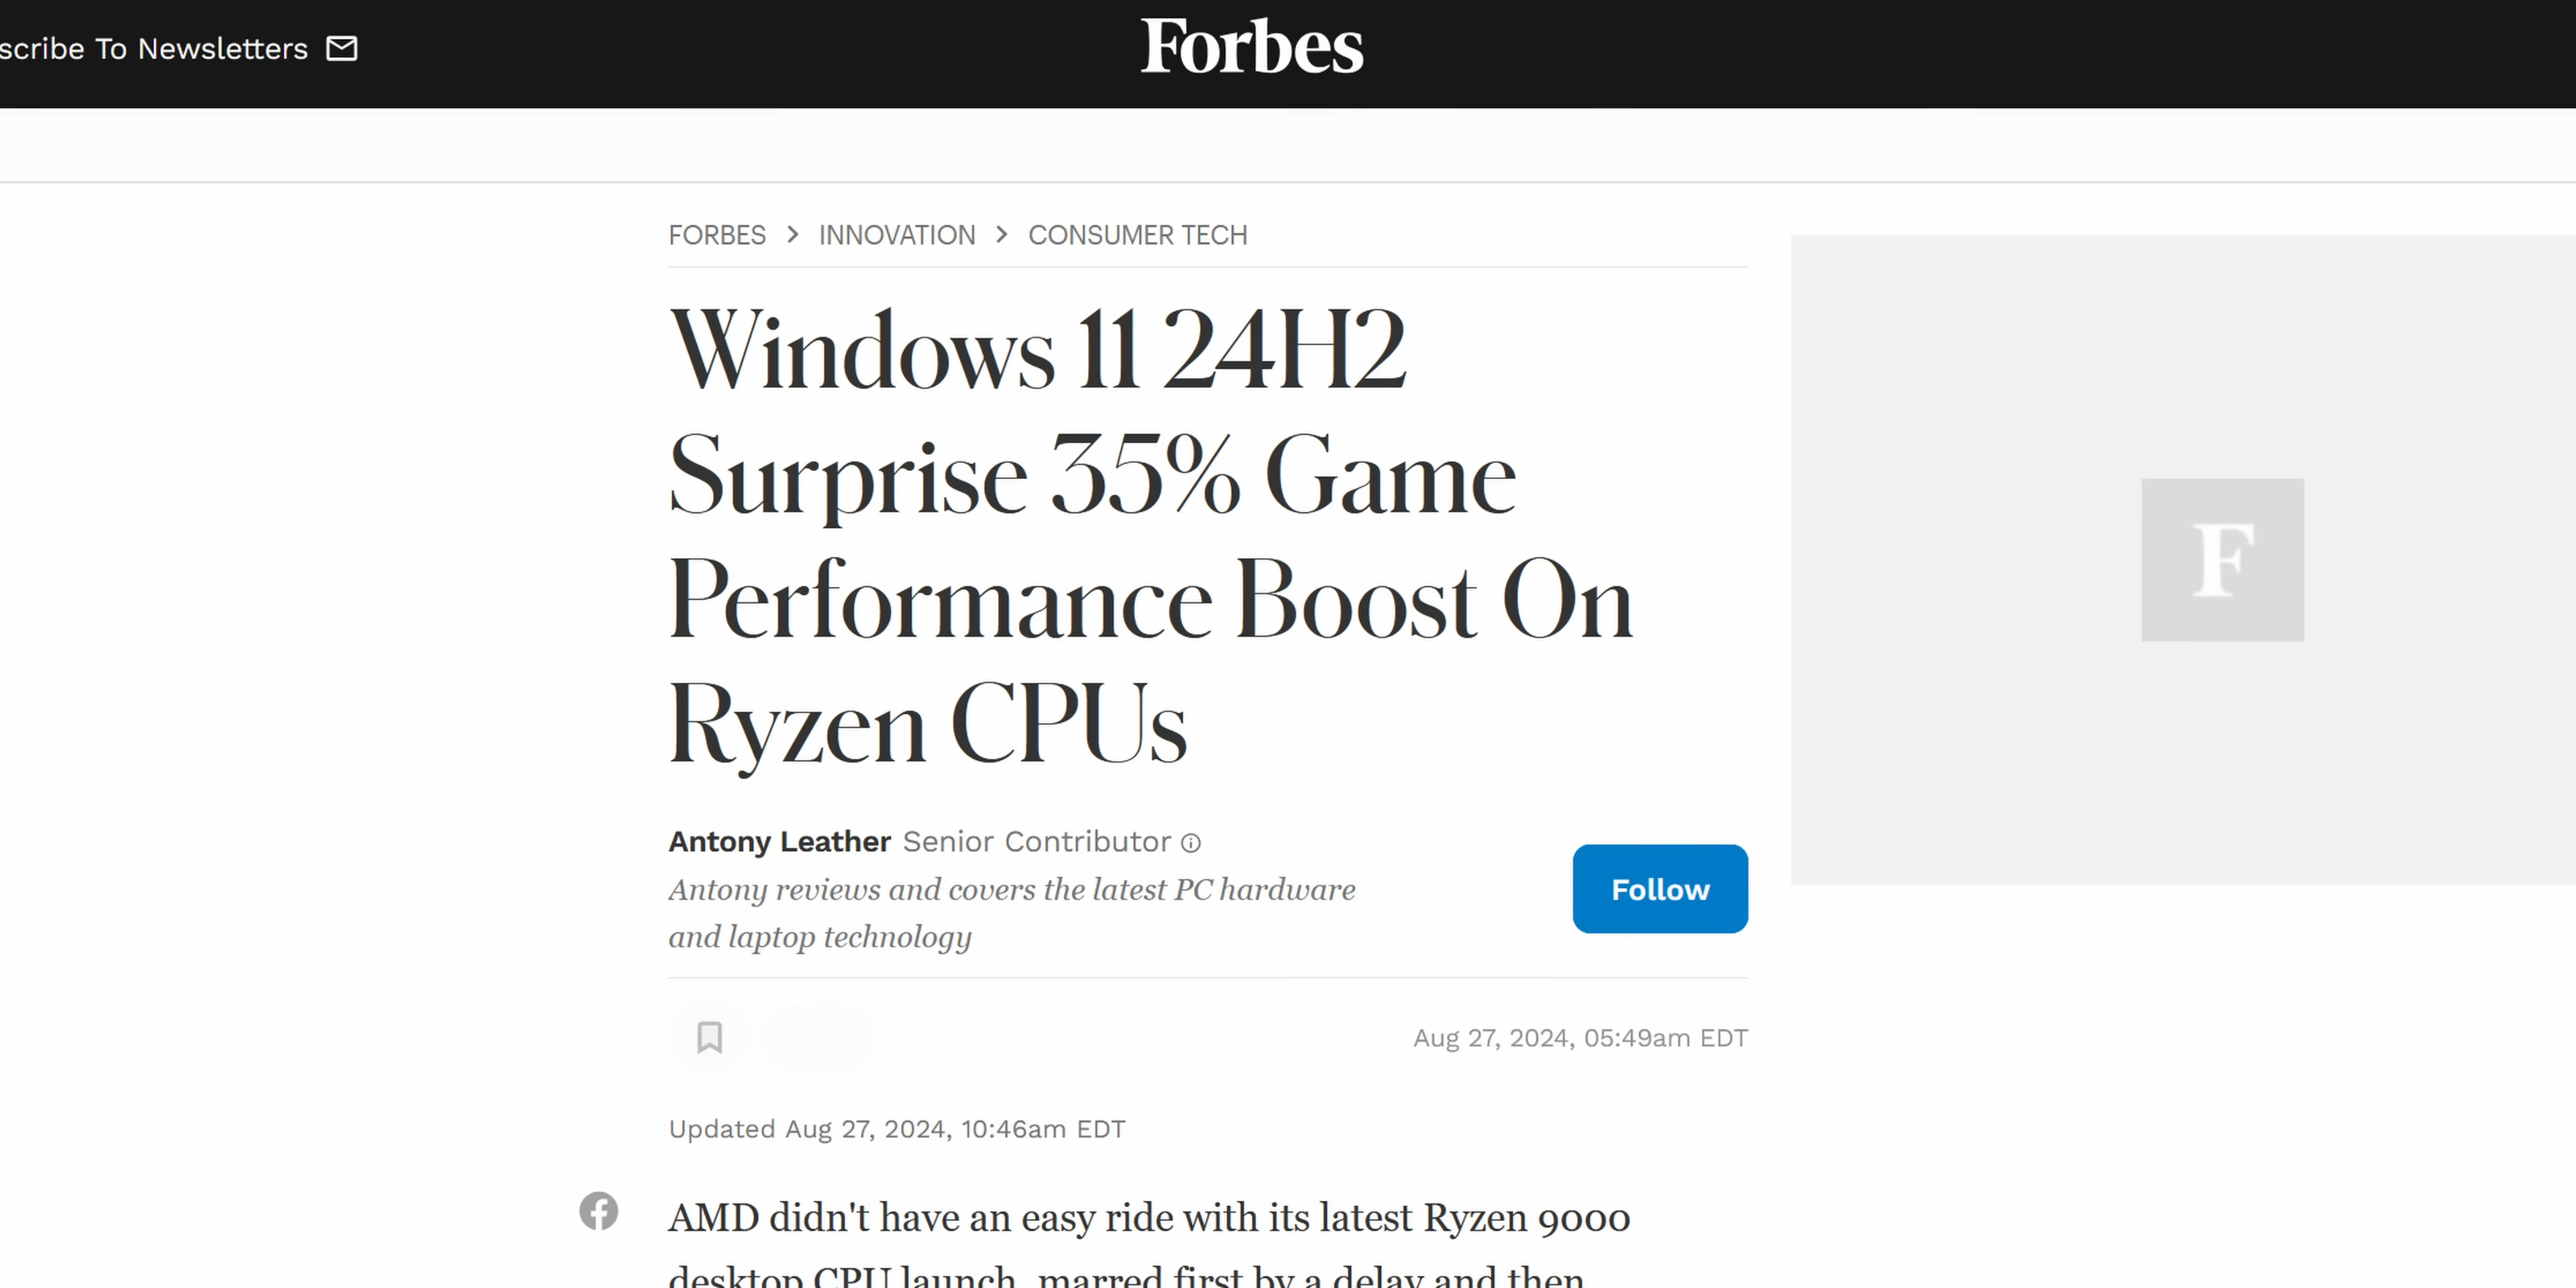 scribe To Newsletters
Forbes
FORBES > INNOVATION > CONSUMER TECH
Windows 11 24H2
Surprise 35% Game
Performance Boost On
Ryzen CPUs
F
Antony Leather Senior Contributor
Antony reviews and covers the latest PC hardware
and laptop technology
Follow
Aug 27, 2024, 05:49am EDT
Updated Aug 27, 2024, 10:46am EDT
AMD didn't have an easy ride with its latest Ryzen 9000
desktop CPU launch, marred first by a delay and then